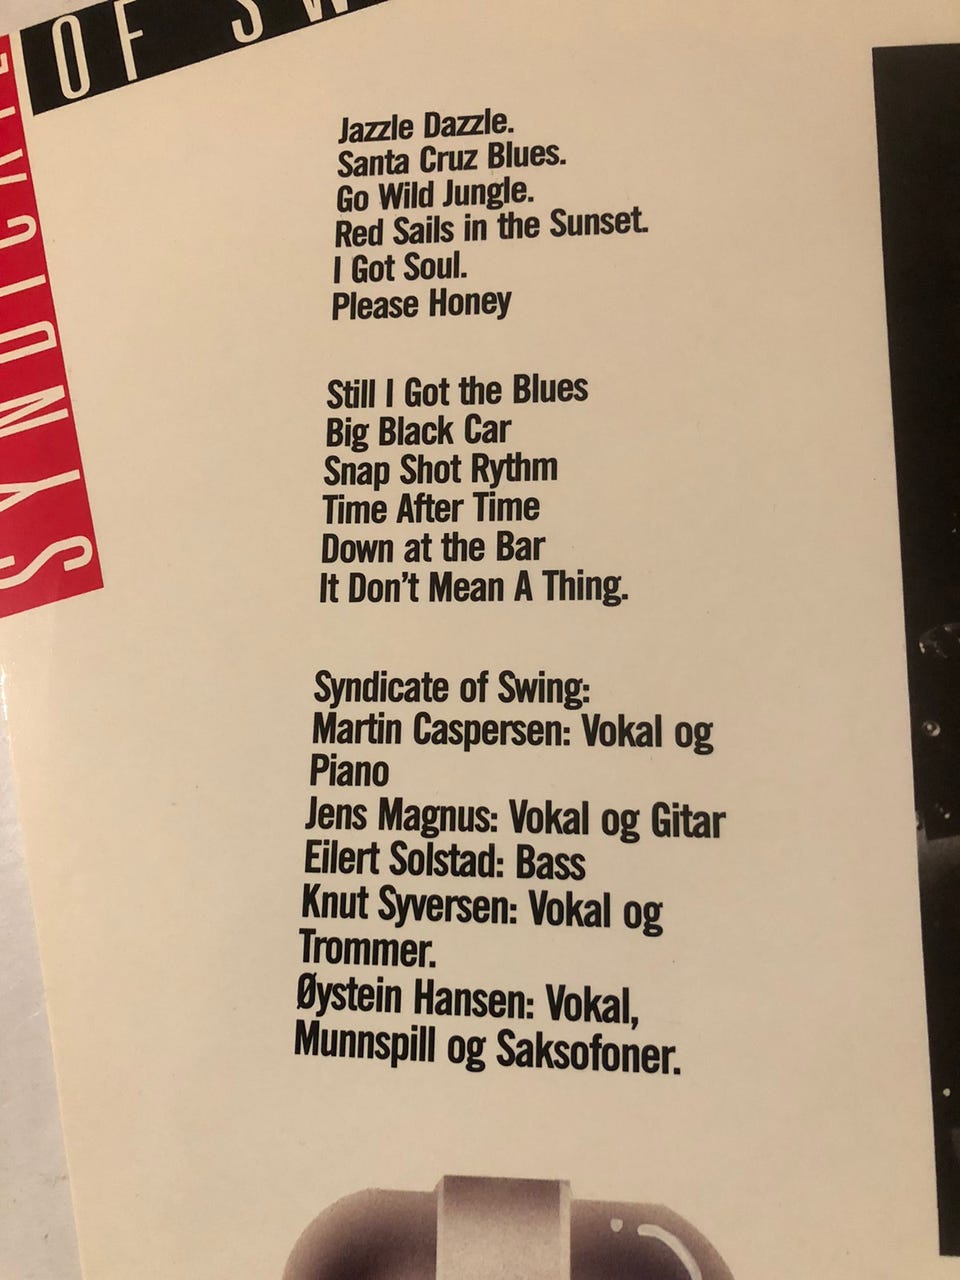 SYNDICATE
OF SW
Jazzle Dazzle.
Santa Cruz Blues.
Go Wild Jungle.
Red Sails in the Sunset.
I Got Soul.
Please Honey
Still I Got the Blues
Big Black Car
Snap Shot Rythm
Time After Time
Down at the Bar
It Don't Mean A Thing.
Syndicate of Swing:
Martin Caspersen: Vokal og
Piano
Jens Magnus: Vokal og Gitar
Eilert Solstad: Bass
Knut Syversen: Vokal og
Trommer.
Øystein Hansen: Vokal,
Munnspill og Saksofoner.